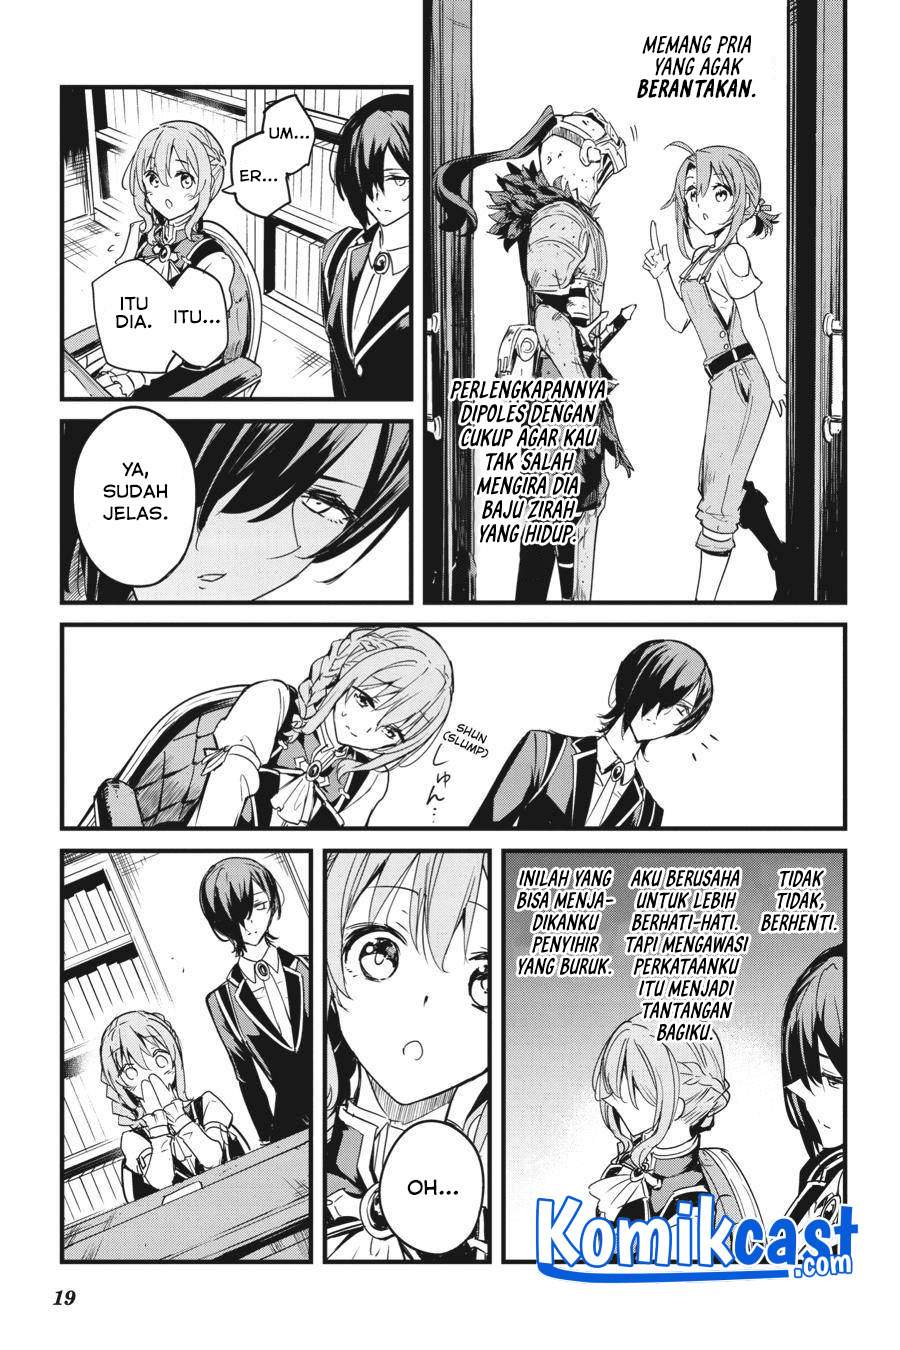 MEMANG PRIA
YANG AGAK
BERANTAKAN.
PERLENGKAPANNYA
DIPOLES DENGAN
CUKUP AGAR KAU
TAK SALAH
MENGIRA DIA
BAJU ZIRAH
YANG HIDUP.
UM...
ER...
ITU...
ITU
DIA.
YA,
SUDAH
JELAS.
SHUN
(SLUMP)
しゅん…
TIDAK
TIDAK,
BERHENTI.
AKU BERUSAHA
UNTUK LEBIH
BERHATI-HATI.
TAPI MENGAWASI
PERKATAANKU
ITU MENJADI
TANTANGAN
BAGIKU.
INILAH YANG
BISA MENJA-
DIKANKU
PENYIHIR
YANG BURUK.
OH...
Komikcast
.com
19